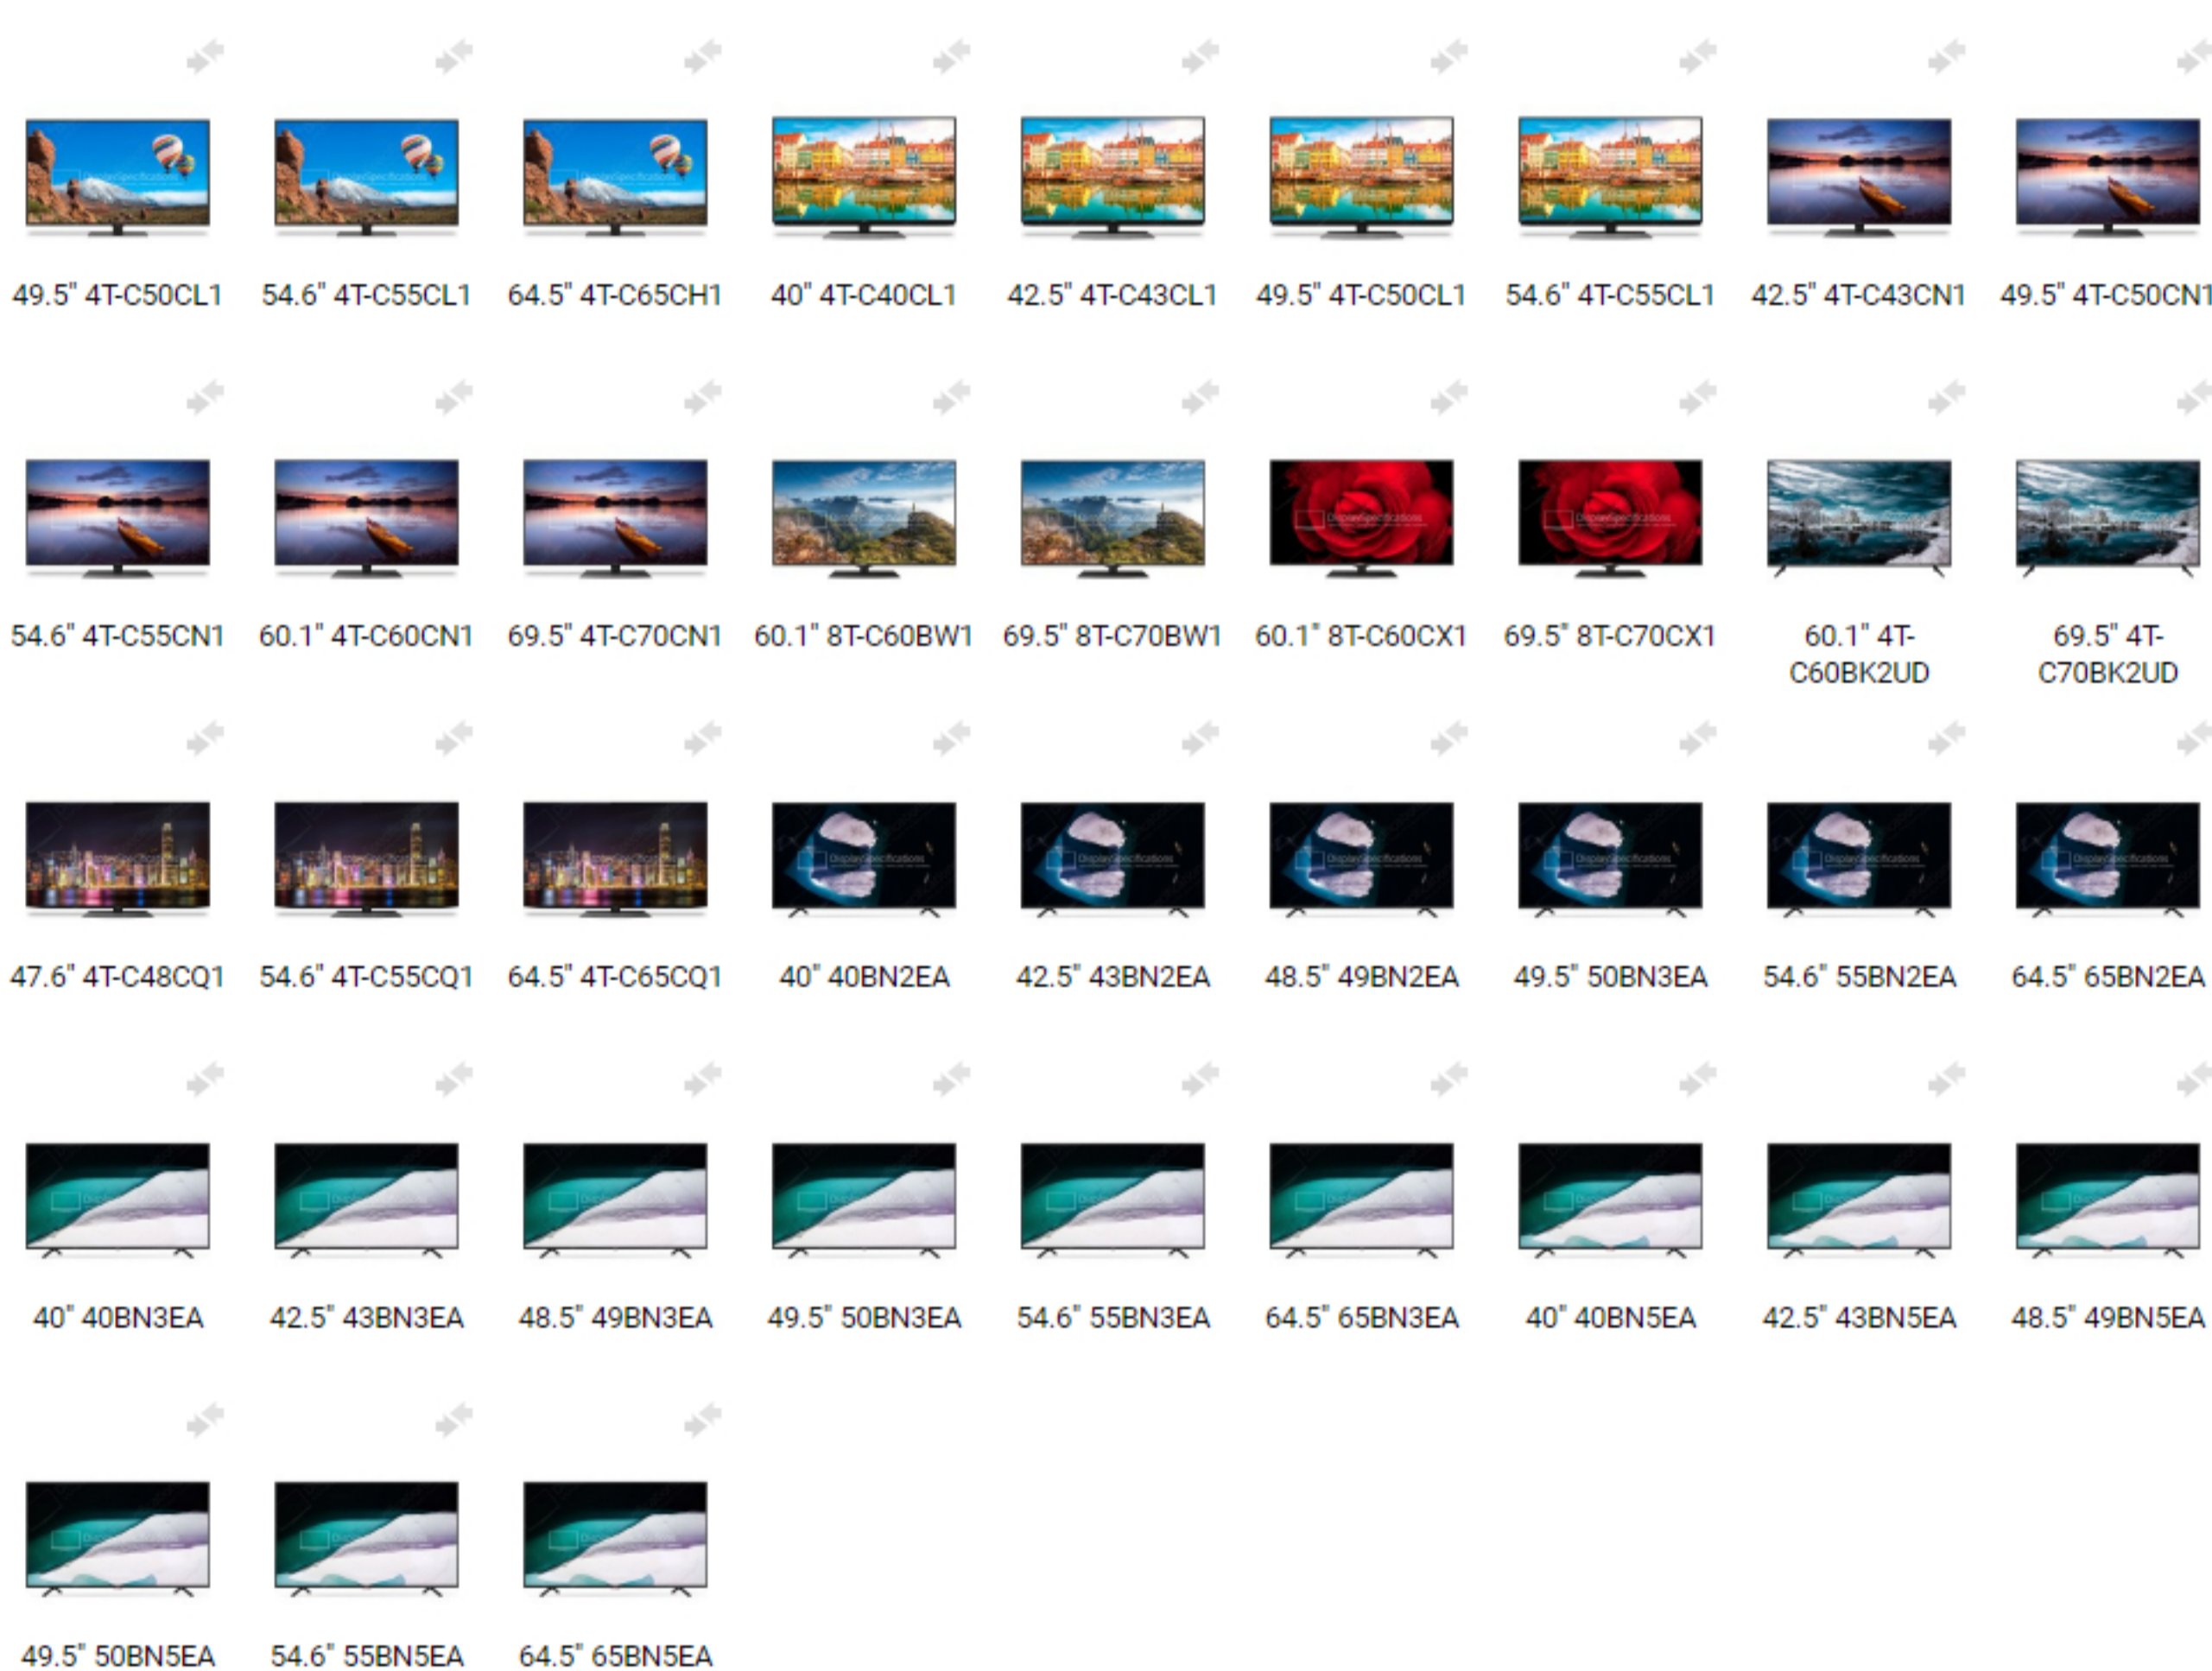 49.5" 4T-C50CL1 54.6" 4T-C55CL1 64.5" 4T-C65CH1 40" 4T-C40CL1 42.5" 4T-C43CL1 49.5" 4T-C50CL1 54.6" 4T-C55CL1 42.5" 4T-C43CN1 49.5" 4T-C50CN1
54.6" 4T-C55CN1 60.1" 4T-C60CN1 69.5" 4T-C70CN1 60.1" 8T-C60BW1 69.5" 8T-C70BW1 60.1" 8T-C60CX1 69.5" 8T-C70CX1 60.1" 4T- 69.5" 4T-
C60BK2UD C70BK2UD
47.6" 4T-C48CQ1 54.6" 4T-C55CQ1 64.5" 4T-C65CQ1 40" 40BN2EA 42.5" 43BN2EA 48.5" 49BN2EA 49.5" 50BN3EA 54.6" 55BN2EA 64.5" 65BN2EA
40" 40BN3EA 42.5" 43BN3EA 48.5" 49BN3EA 49.5" 50BN3EA 54.6" 55BN3EA 64.5" 65BN3EA 40" 40BN5EA 42.5" 43BN5EA 48.5" 49BN5EA
49.5" 50BN5EA 54.6" 55BN5EA 64.5" 65BN5EA